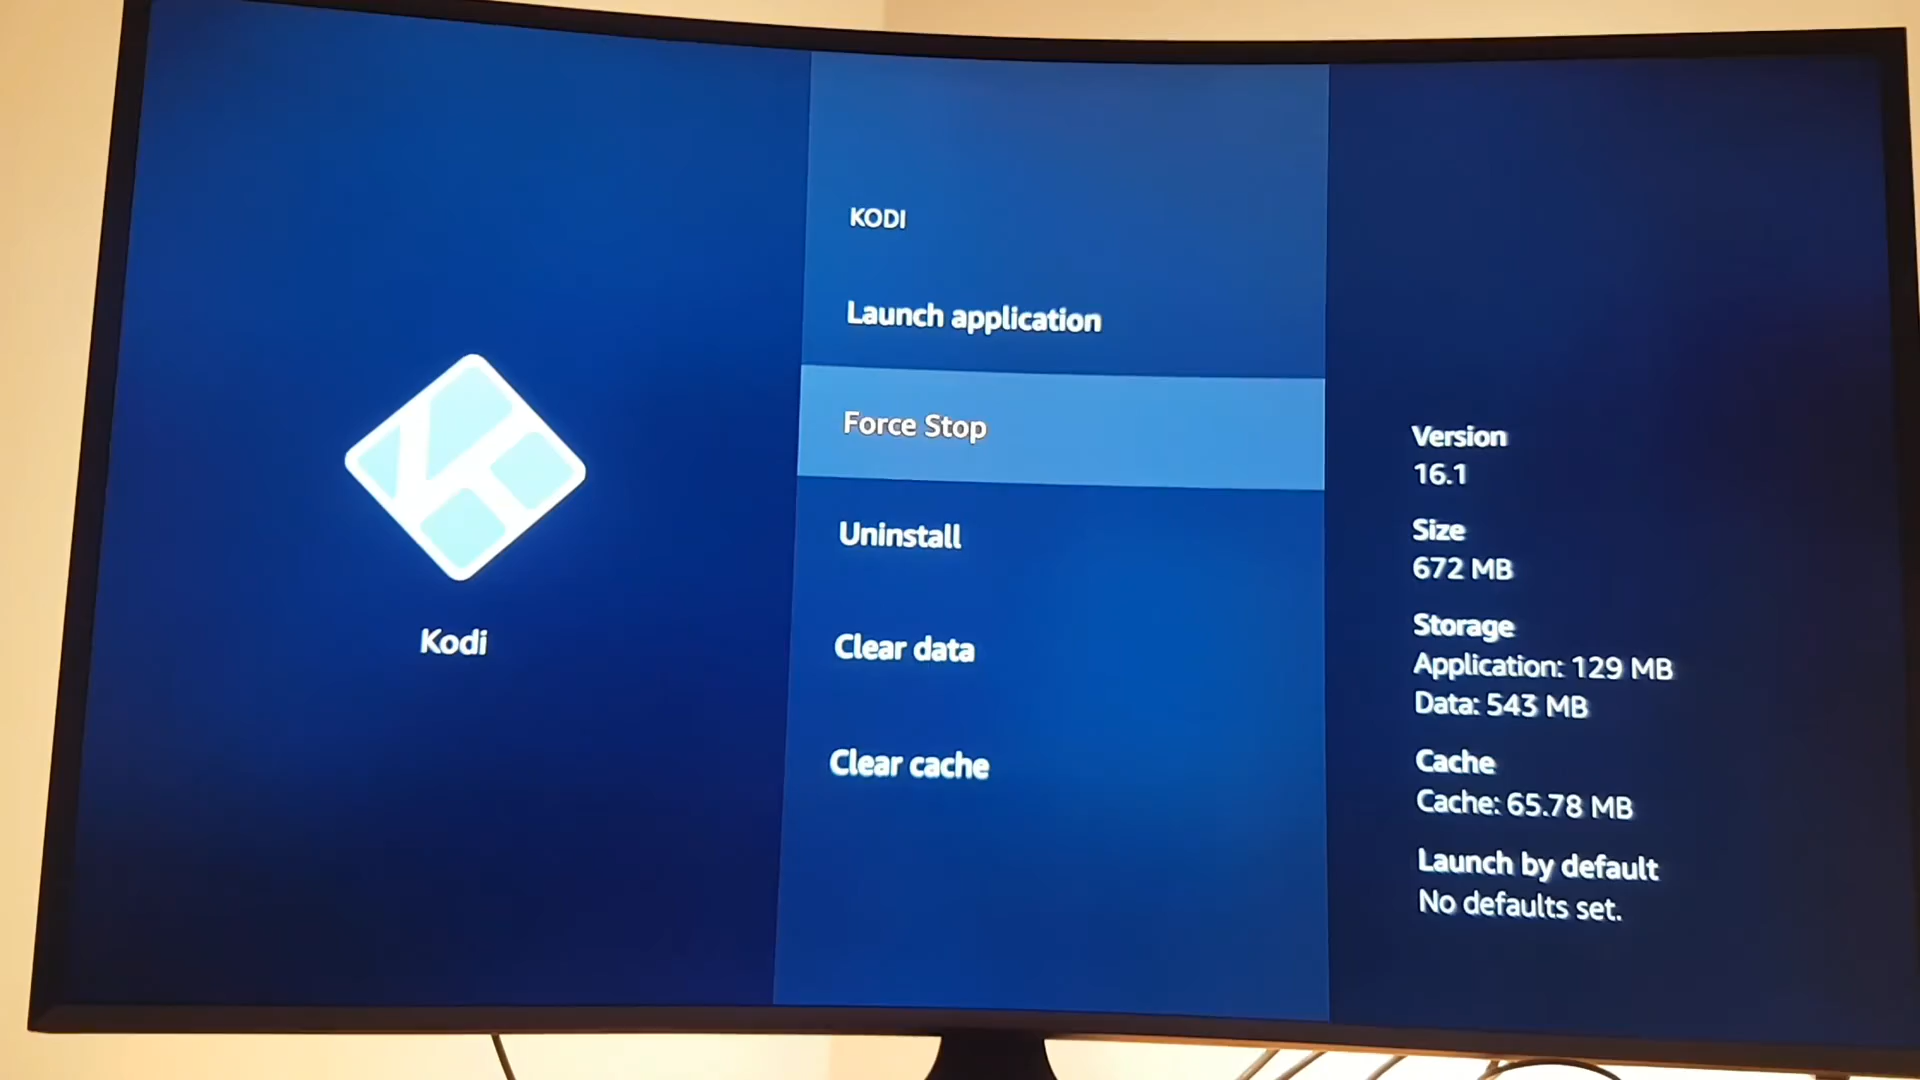 KODI
Launch application
Force Stop
Uninstall
Clear data
Clear cache
Kodi
Version
16.1
Size
672 MB
Storage
Application: 129 MB
Data: 543 MB
Cache
Cache: 65.78 MB
Launch by default
No defaults set.